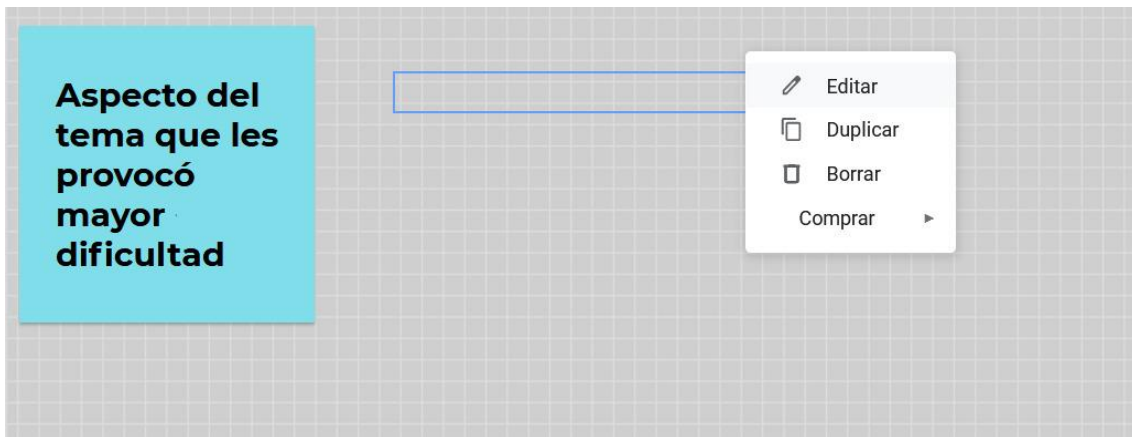 Aspecto del
tema que les
provocó
mayor
dificultad
Editar
Duplicar
Borrar
Comprar